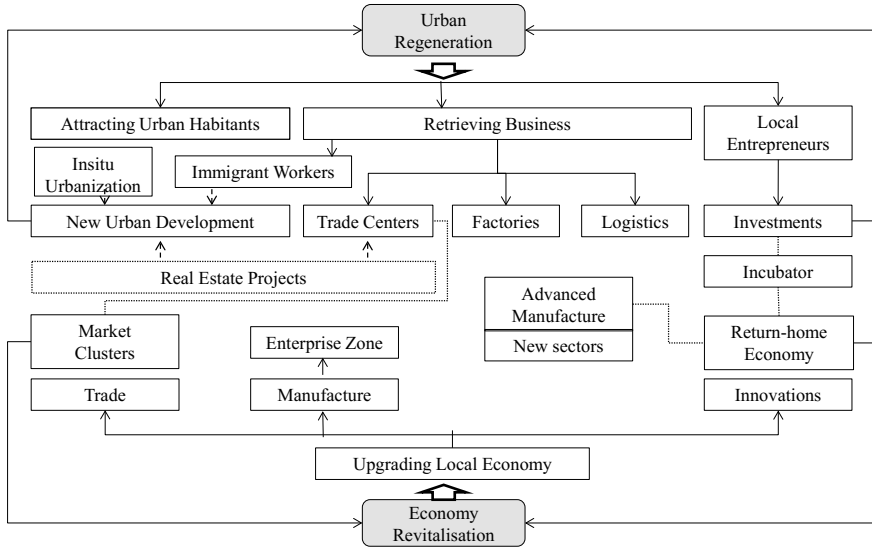 Urban
Regeneration
Attracting Urban Habitants
Retrieving Business
Local
Entrepreneurs
Insitu
Urbanization
Immigrant Workers
New Urban Development
Trade Centers
Factories
Logistics
Investments
Real Estate Projects
Incubator
Advanced
Manufacture
New sectors
Market
Clusters
Enterprise Zone
Return-home
Economy
Trade
Manufacture
Innovations
Upgrading Local Economy
Economy
Revitalisation